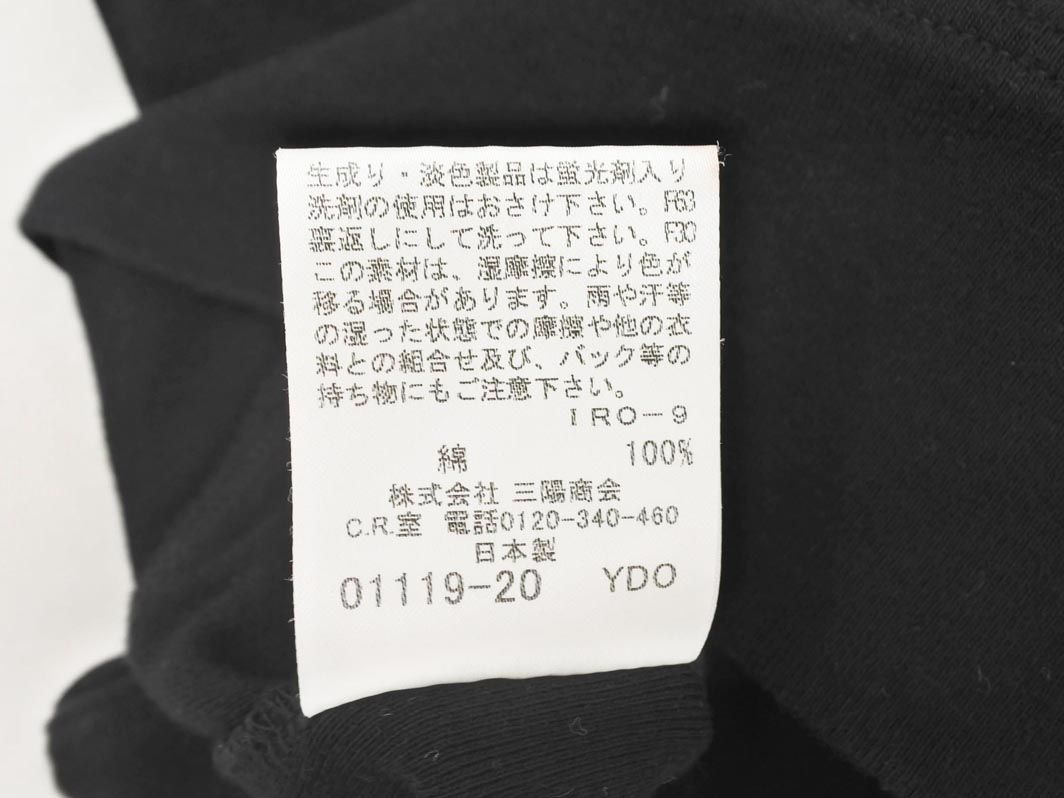 生成り・淡色製品は蛍光剤入り
洗剤の使用はおさけ下さい。F63
裏返しにして洗って下さい。F30
この素材は、湿摩擦により色が
移る場合があります。雨や汗等
の湿った状態での摩擦や他の衣
料との組合せ及び、バック等の
持ち物にもご注意下さい。
IRO-9
綿 100%
株式会社 三陽商会
C.R.室 電話0120-340-460
日本製
01119-20 YDO